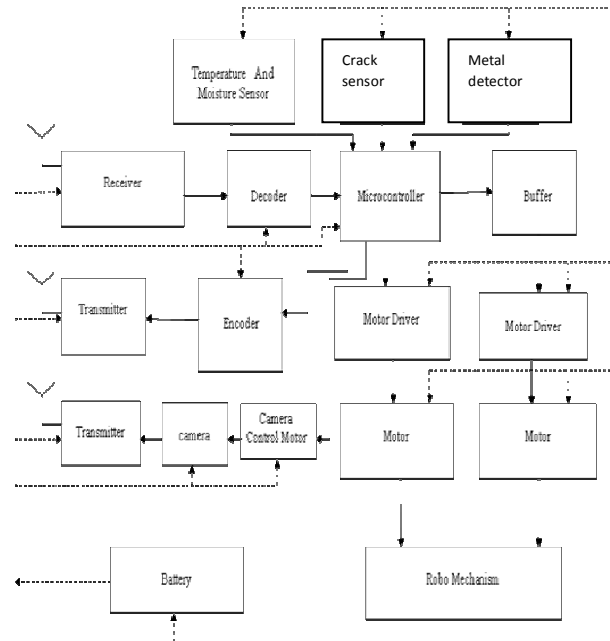 Temperature And
Moisture Sensor
Crack
sensor
Metal
detector
Receiver
Decoder
Microcontroller
Buffer
Transmitter
Encoder
Motor Driver
Motor Driver
Transmitter
camera
Camera
Control Motor
Motor
Motor
Battery
Robo Mechanism